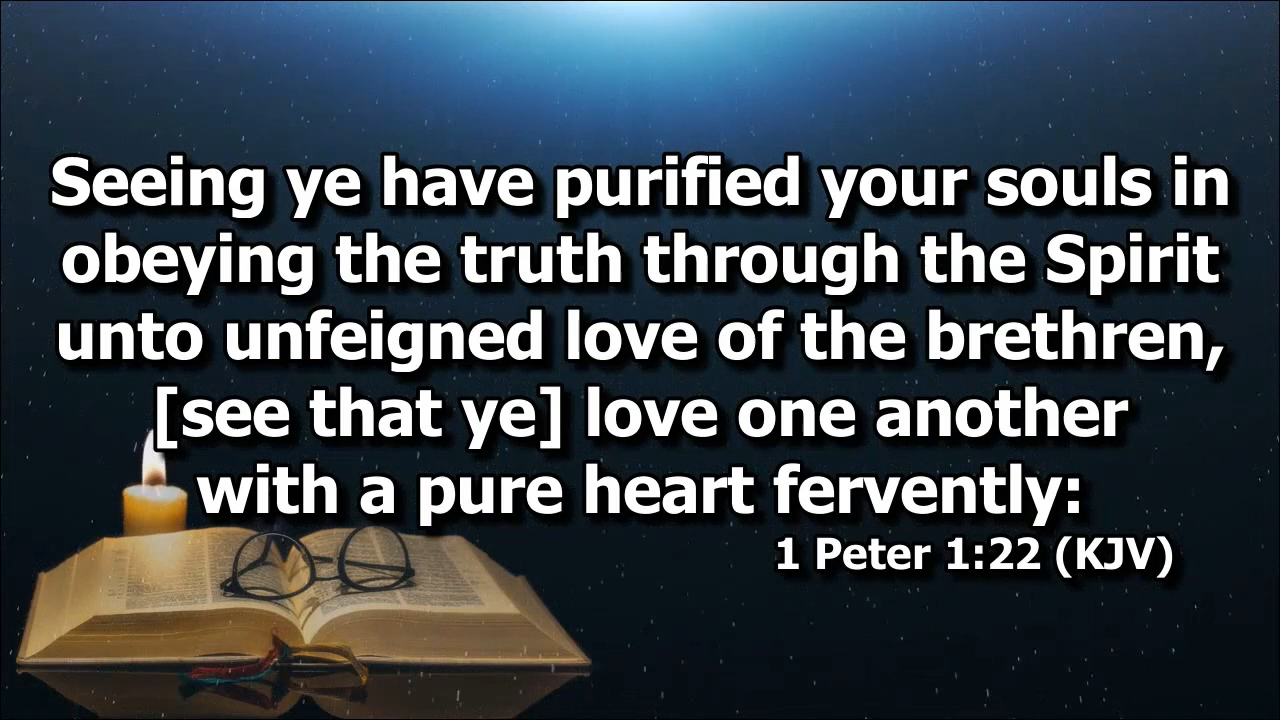 Seeing ye have purified your souls in
obeying the truth through the Spirit
unto unfeigned love of the brethren,
[see that ye] love one another
with a pure heart fervently:
1 Peter 1:22 (KJV)